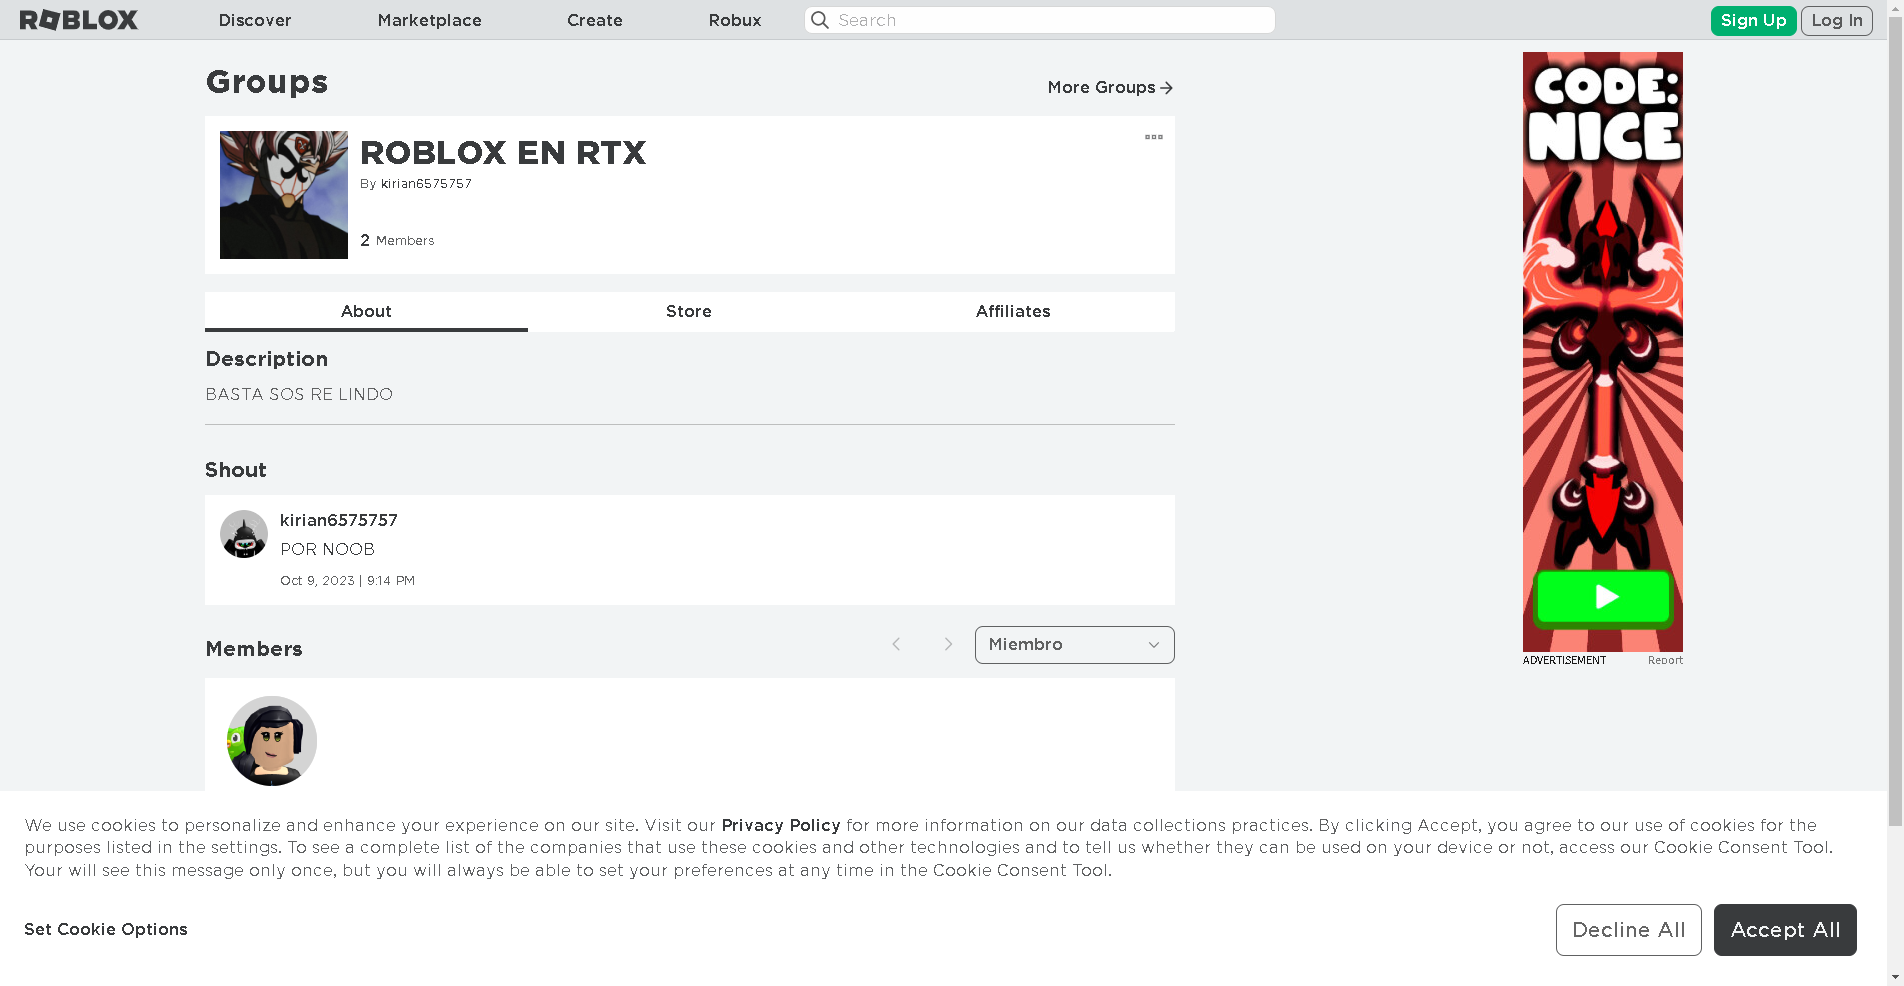 ROBLOX
Discover
Marketplace
Create
Robux
Search
Sign Up
Log In
Groups
More Groups
ROBLOX EN RTX
By kirian6575757
2 Members
About
Store
Affiliates
Description
BASTA SOS RE LINDO
Shout
kirian6575757
POR NOOB
Oct 9, 2023 | 9:14 PM
Members
Miembro
CODE:
NICE
ADVERTISEMENT
Report
We use cookies to personalize and enhance your experience on our site. Visit our Privacy Policy for more information on our data collections practices. By clicking Accept, you agree to our use of cookies for the
purposes listed in the settings. To see a complete list of the companies that use these cookies and other technologies and to tell us whether they can be used on your device or not, access our Cookie Consent Tool.
Your will see this message only once, but you will always be able to set your preferences at any time in the Cookie Consent Tool.
Set Cookie Options
Decline All
Accept All